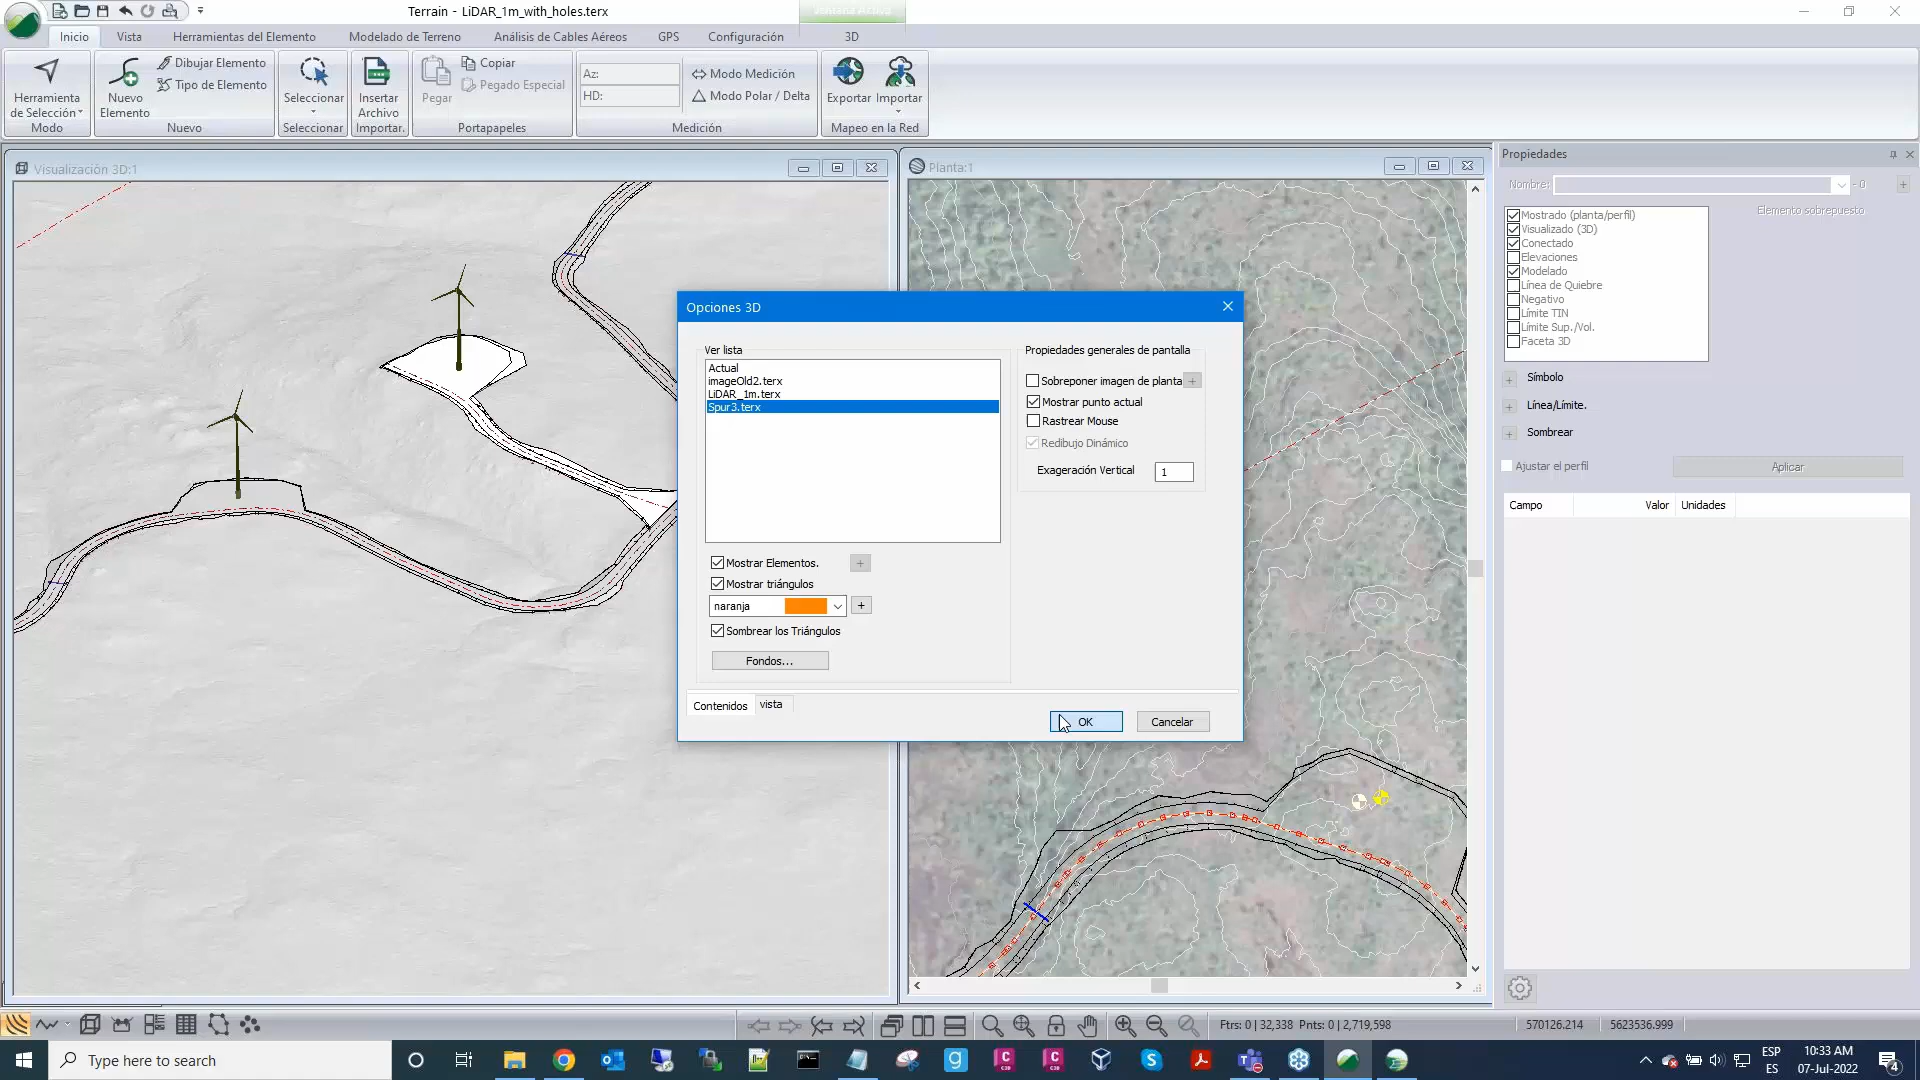 Terrain - LiDAR_1m_with_holes.terx
Ventana Activa
Inicio
Vista
Herramientas del Elemento
Modelado de Terreno
Análisis de Cables Aéreos
GPS
Configuración
3D
Herramienta
de Selección
Modo
Nuevo
Elemento
Dibujar Elemento
Tipo de Elemento
Nuevo
Seleccionar
Seleccionar
Insertar
Archivo
Importar.
Pegar
Copiar
Pegado Especial
Portapapeles
Az:
HD:
Modo Medición
Modo Polar / Delta
Medición
Exportar
Importar
Mapeo en la Red
Visualización 3D:1
Planta:1
Opciones 3D
Ver lista
Actual
imageOld2.terx
LiDAR_1m.terx
Spur3.terx
Mostrar Elementos.
+
Mostrar triángulos
naranja
+
Sombrear los Triángulos
Fondos...
Propiedades generales de pantalla
Sobreponer imagen de planta
+
Mostrar punto actual
Rastrear Mouse
Redibujo Dinámico
Exageración Vertical
1
Contenidos
vista
OK
Cancelar
Propiedades
Nombre:
- 0
+
Elemento sobrepuesto
Mostrado (planta/perfil)
Visualizado (3D)
Conectado
Elevaciones
Modelado
Línea de Quiebre
Negativo
Límite TIN
Límite Sup./Vol.
Faceta 3D
+ Símbolo
+ Línea/Límite.
+ Sombrear
Ajustar el perfil
Aplicar
Campo
Valor
Unidades
Ftrs: 0 | 32,338 Pnts: 0 | 2,719,598
570126.214
5623536.999
Type here to search
ESP
ES
10:33 AM
07-Jul-2022
4